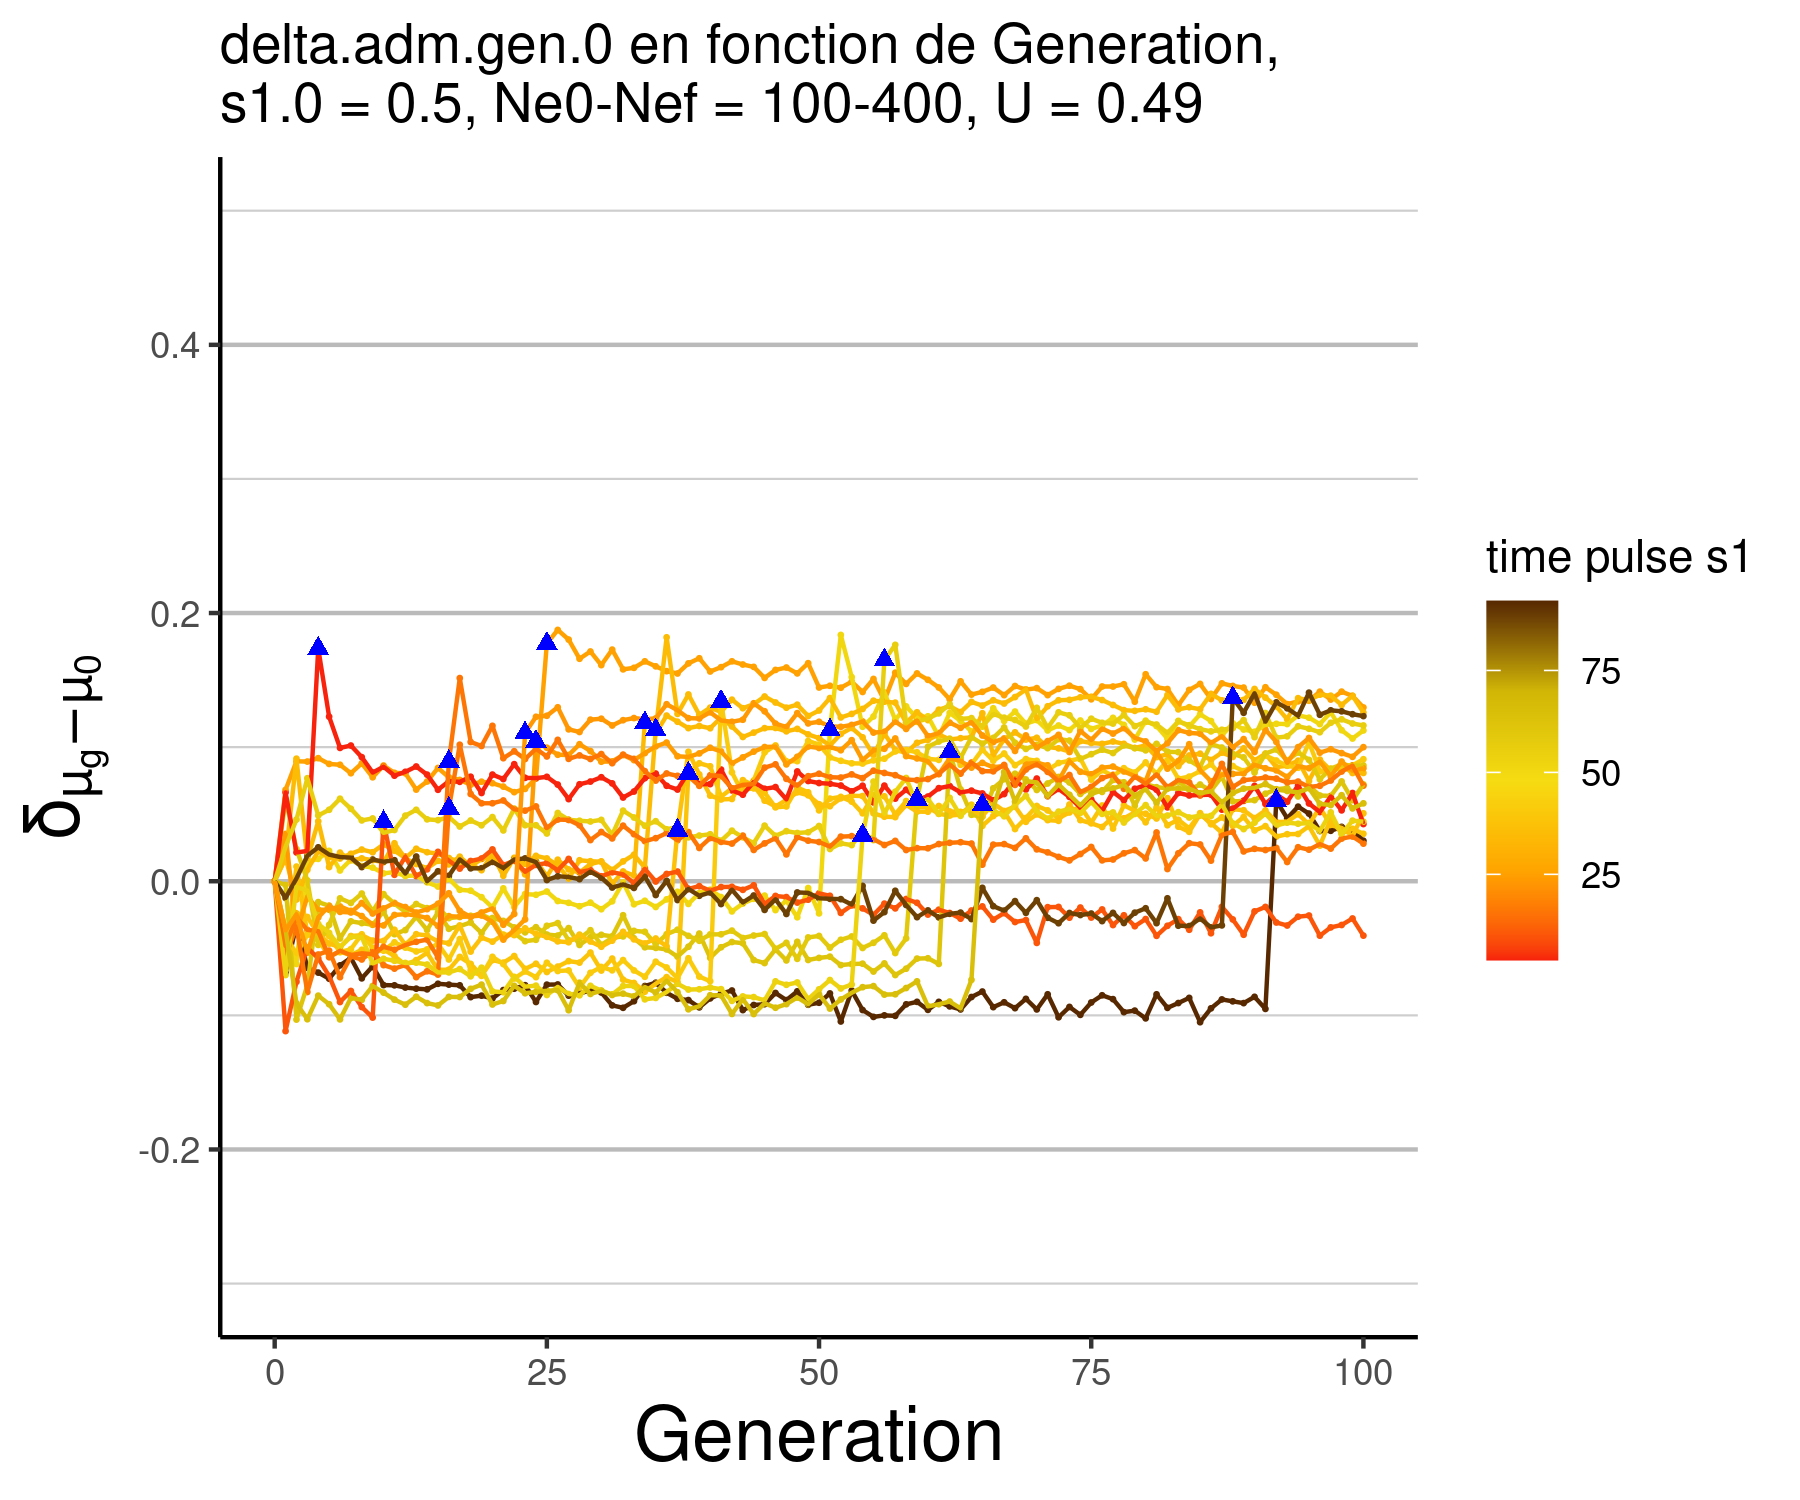 delta.adm.gen.0 en fonction de Generation,
s1.0 = 0.5, Ne0-Nef = 100-400, U = 0.49
δμg−μ0
0.4
0.2
0.0
-0.2
0 25 50 75 100
Generation
time pulse s1
75
50
25